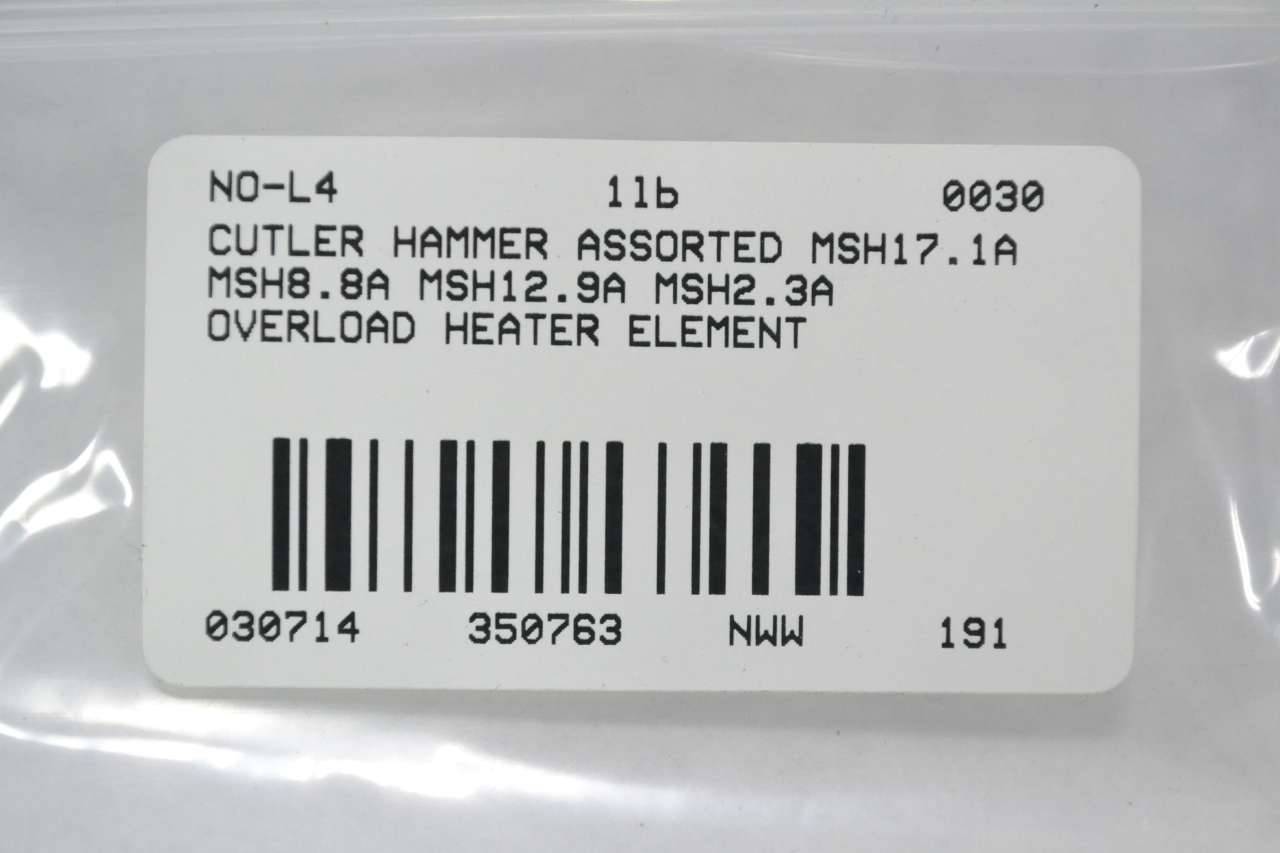 NO-L4 1lb 0030
CUTLER HAMMER ASSORTED MSH17.1A
MSH8.8A MSH12.9A MSH2.3A
OVERLOAD HEATER ELEMENT
030714 350763 NWW 191